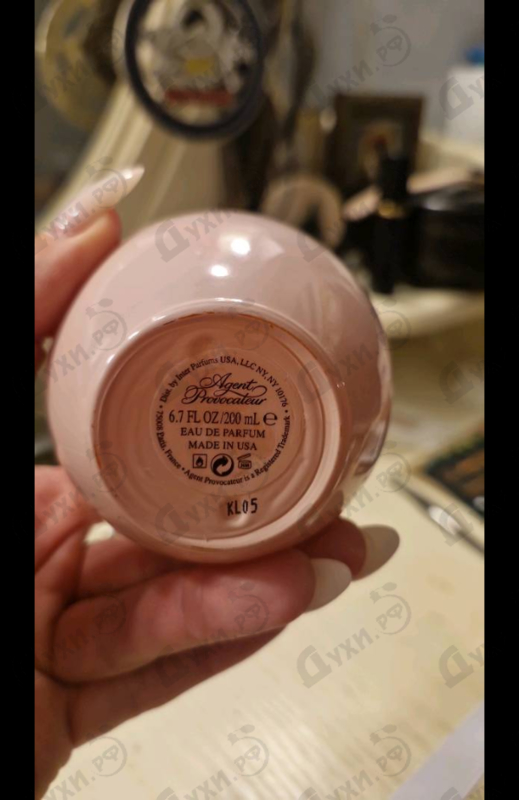 Dist. by Inter Parfums USA, LLC NY, NY 10176 •
Agent
Provocateur
6.7 FL OZ/200 mL ℮
EAU DE PARFUM
MADE IN USA
75008 Paris, France • Agent Provocateur is a Registered Trademark •
KL05
Духи.РФ